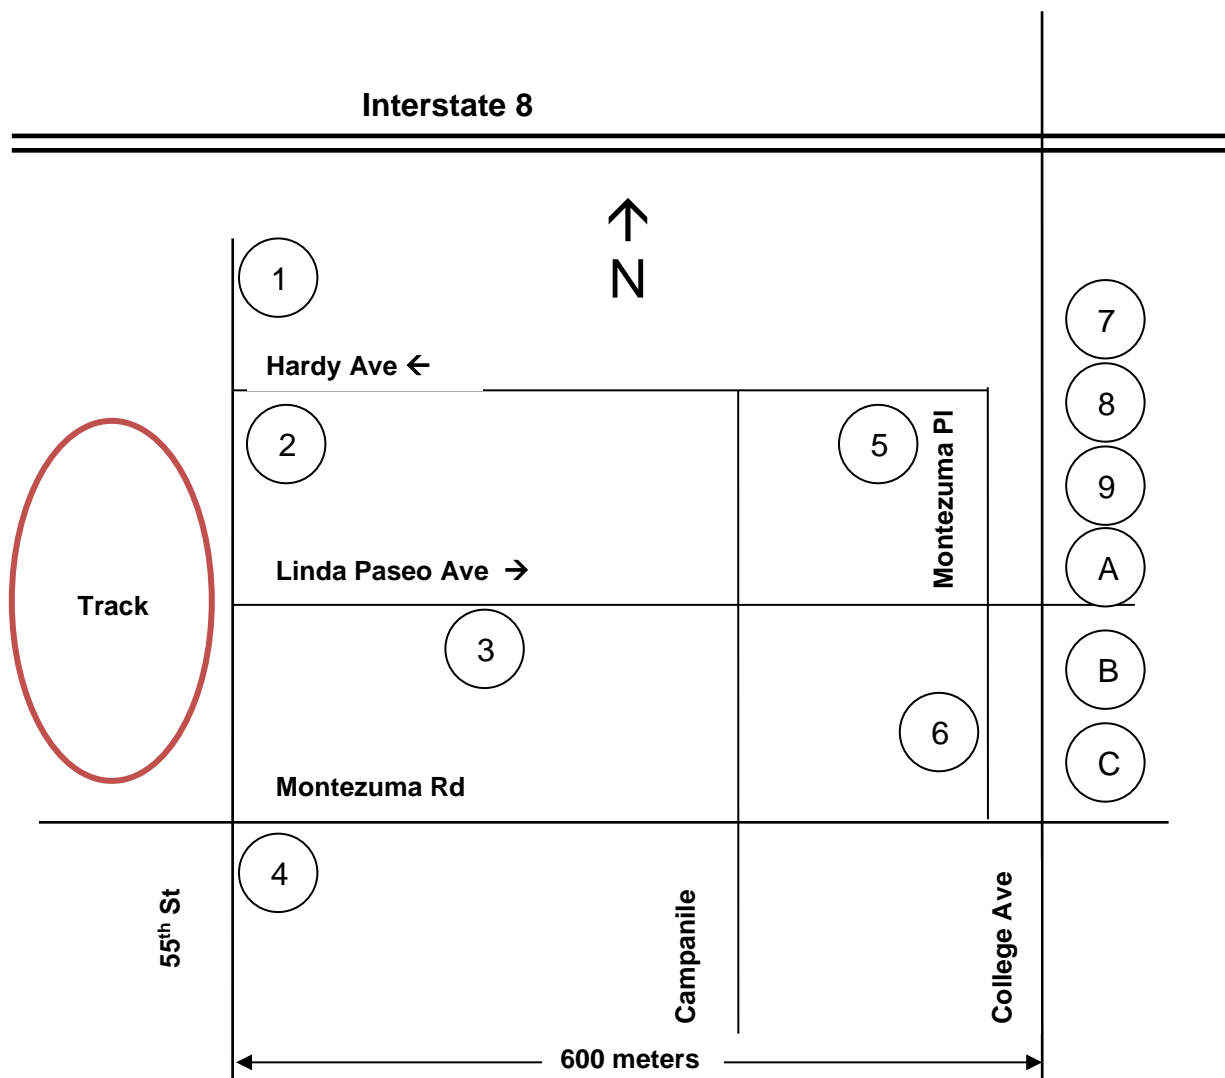 Interstate 8
N
1
7
Hardy Ave ←
8
2
5
Montezuma Pl
9
Linda Paseo Ave →
A
Track
3
B
6
C
Montezuma Rd
4
55th St
Campanile
College Ave
600 meters